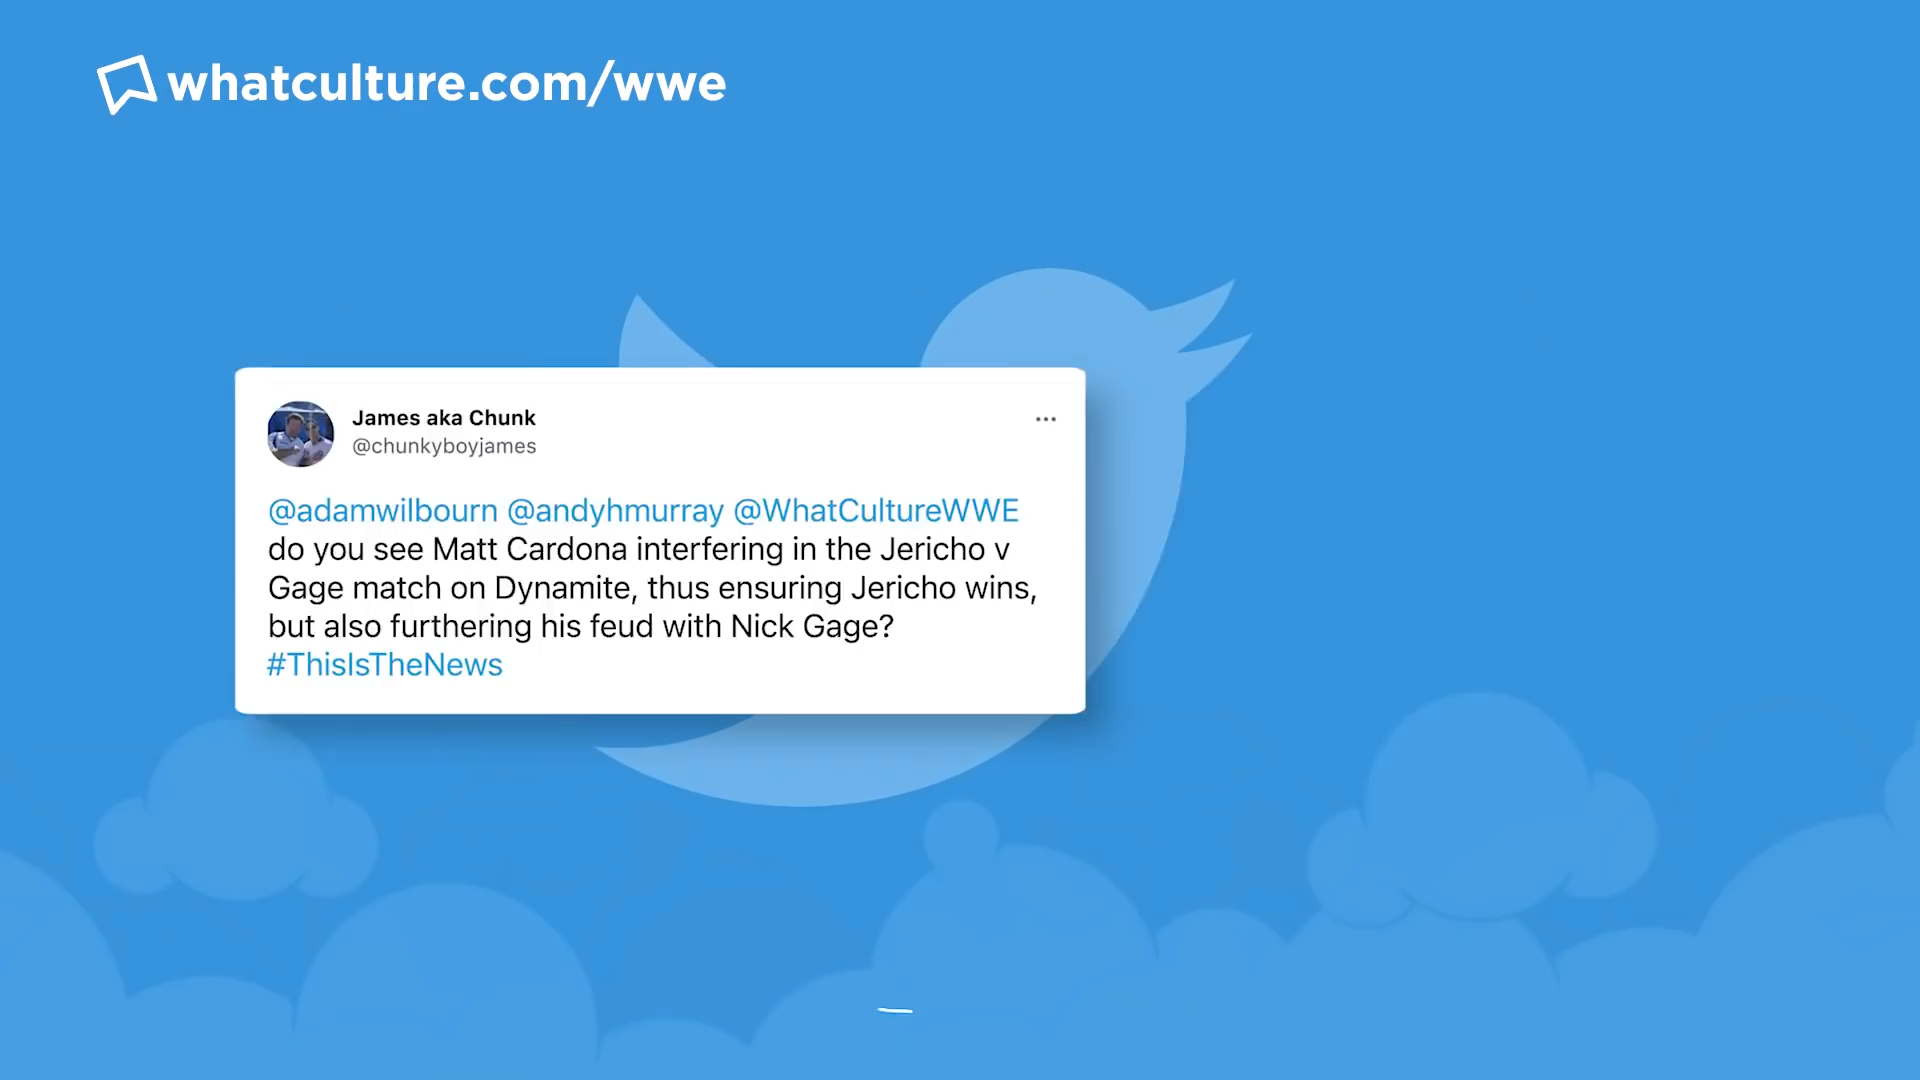 whatculture.com/wwe
James aka Chunk
@chunkyboyjames
@adamwilbourn @andyhmurray @WhatCultureWWE
do you see Matt Cardona interfering in the Jericho v
Gage match on Dynamite, thus ensuring Jericho wins,
but also furthering his feud with Nick Gage?
#ThisIsTheNews